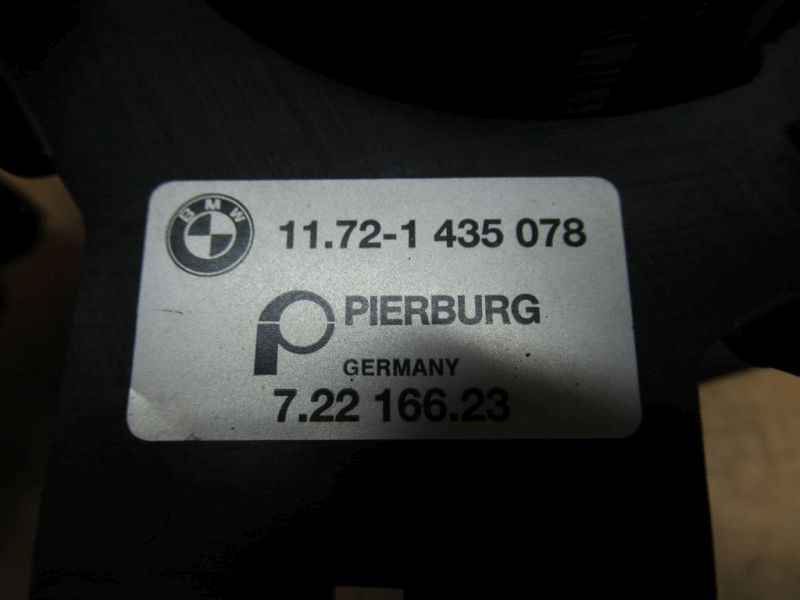 BMW
11.72-1 435 078
PIERBURG
GERMANY
7.22 166.23